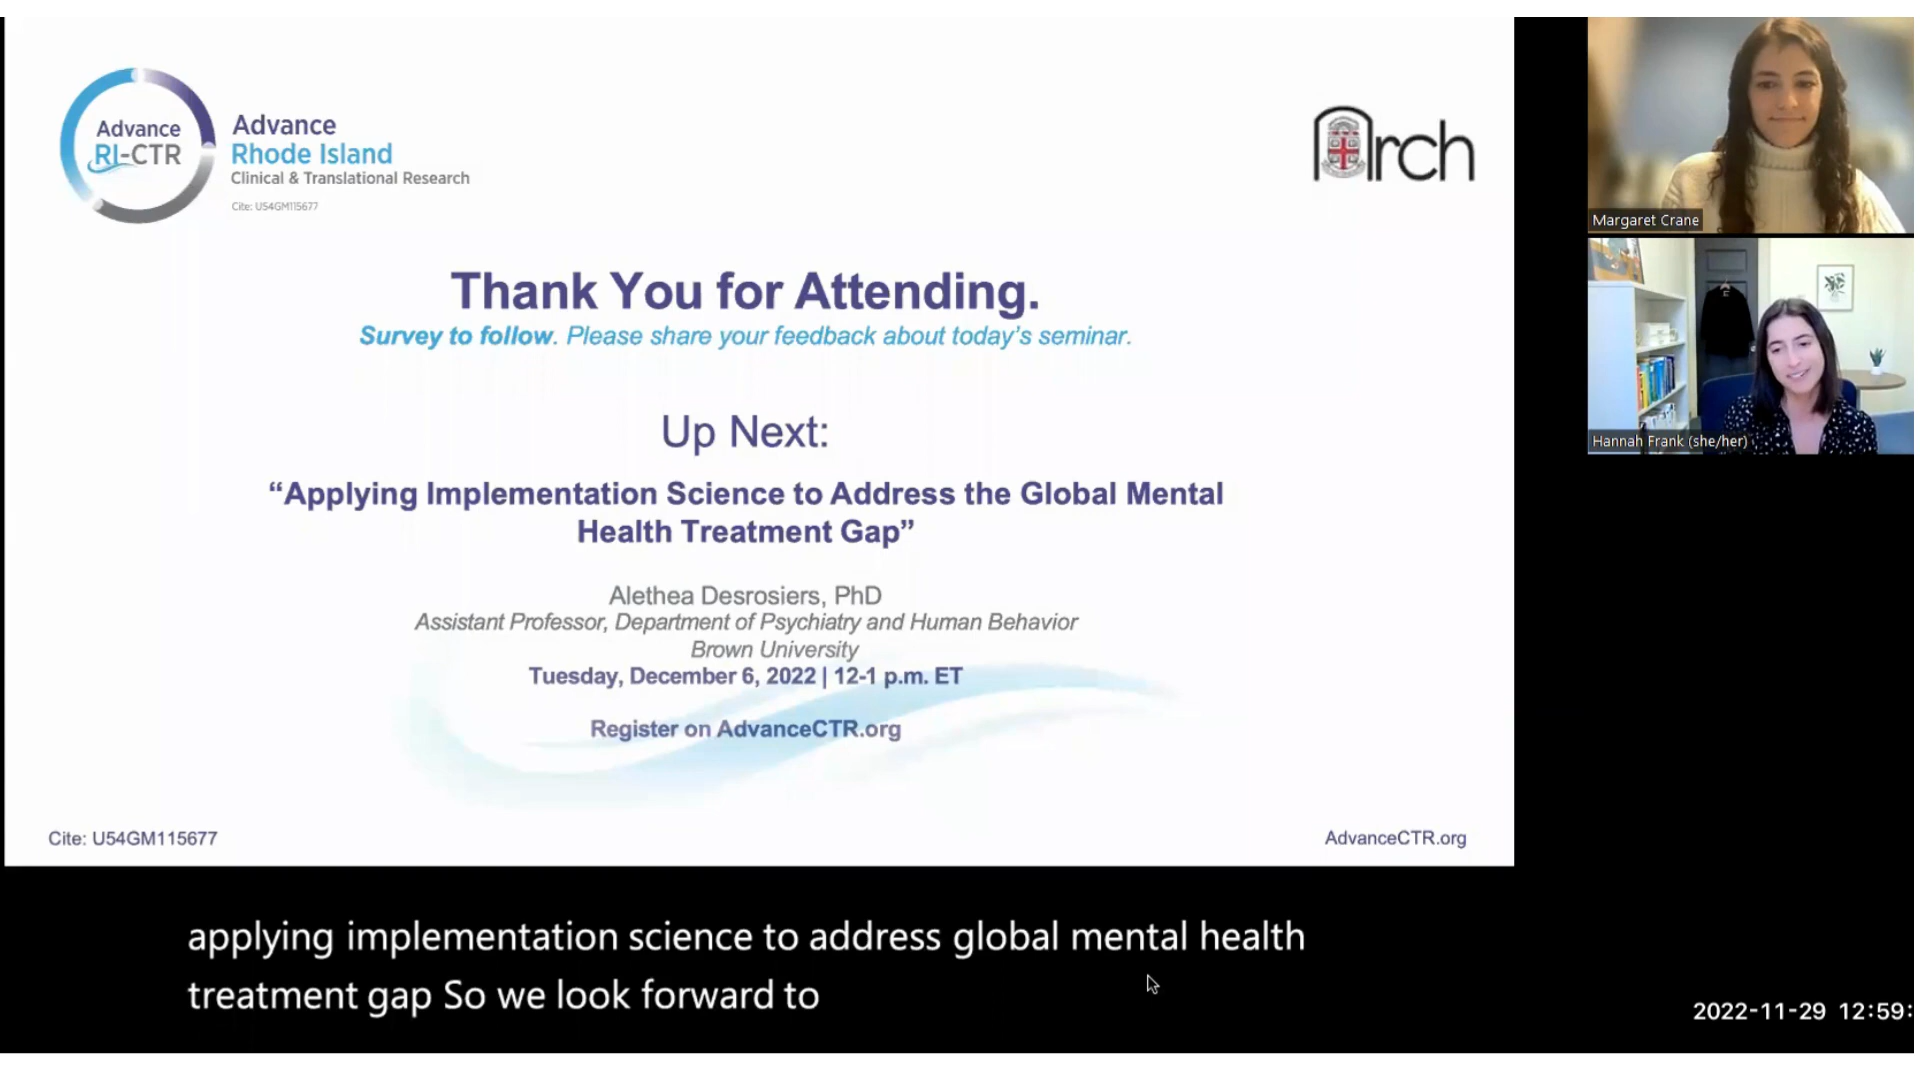 Advance
RI-CTR
Advance
Rhode Island
Clinical & Translational Research
Cite: U54GM115677
Arch
Thank You for Attending.
Survey to follow. Please share your feedback about today's seminar.
Up Next:
“Applying Implementation Science to Address the Global Mental
Health Treatment Gap”
Alethea Desrosiers, PhD
Assistant Professor, Department of Psychiatry and Human Behavior
Brown University
Tuesday, December 6, 2022 | 12-1 p.m. ET
Register on AdvanceCTR.org
Cite: U54GM115677
AdvanceCTR.org
Margaret Crane
Hannah Frank (she/her)
applying implementation science to address global mental health
treatment gap So we look forward to
2022-11-29 12:59: